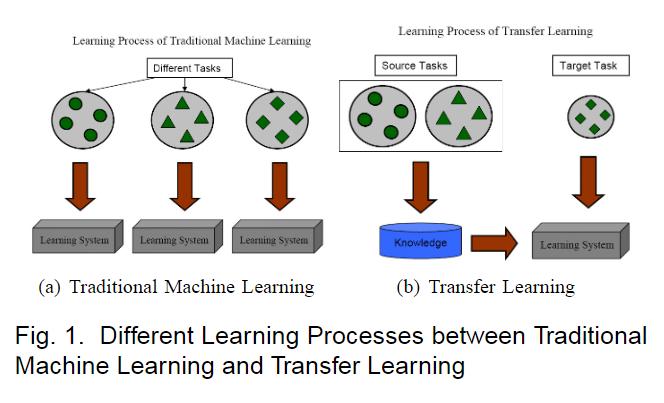 Learning Process of Traditional Machine Learning
Different Tasks
Learning System
Learning System
Learning System
(a) Traditional Machine Learning
Learning Process of Transfer Learning
Source Tasks
Target Task
Knowledge
Learning System
(b) Transfer Learning
Fig. 1. Different Learning Processes between Traditional
Machine Learning and Transfer Learning